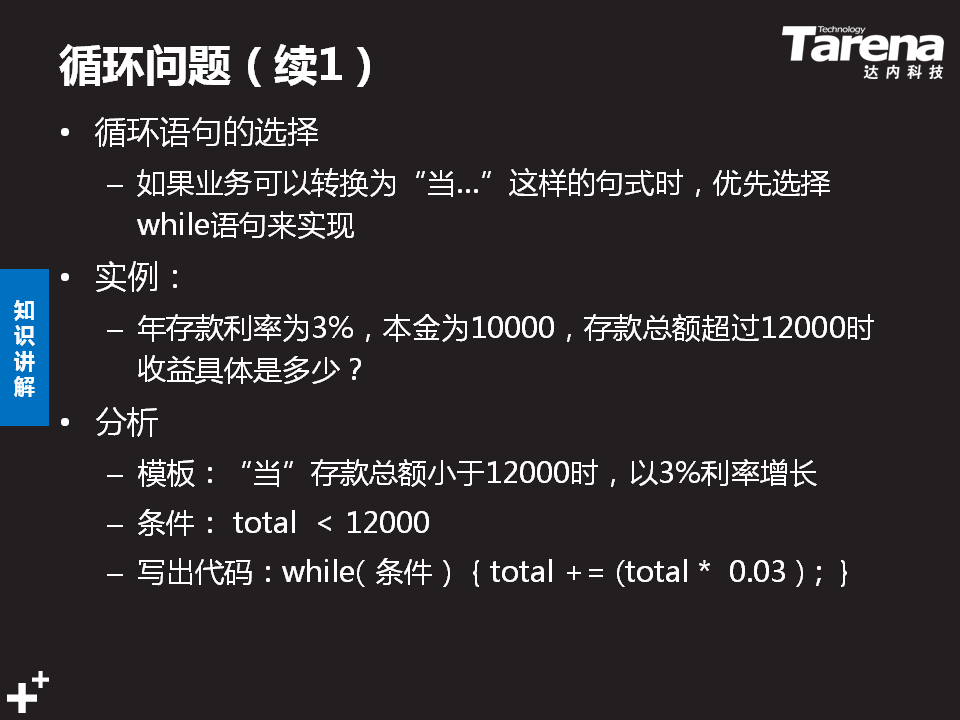 循环问题（续1）
Technology
Tarena
达内科技
• 循环语句的选择
– 如果业务可以转换为“当…”这样的句式时，优先选择
while语句来实现
• 实例：
– 年存款利率为3%，本金为10000，存款总额超过12000时
收益具体是多少？
• 分析
– 模板：“当”存款总额小于12000时，以3%利率增长
– 条件： total < 12000
– 写出代码：while( 条件 ) { total += (total * 0.03 ) ; }
知
识
讲
解